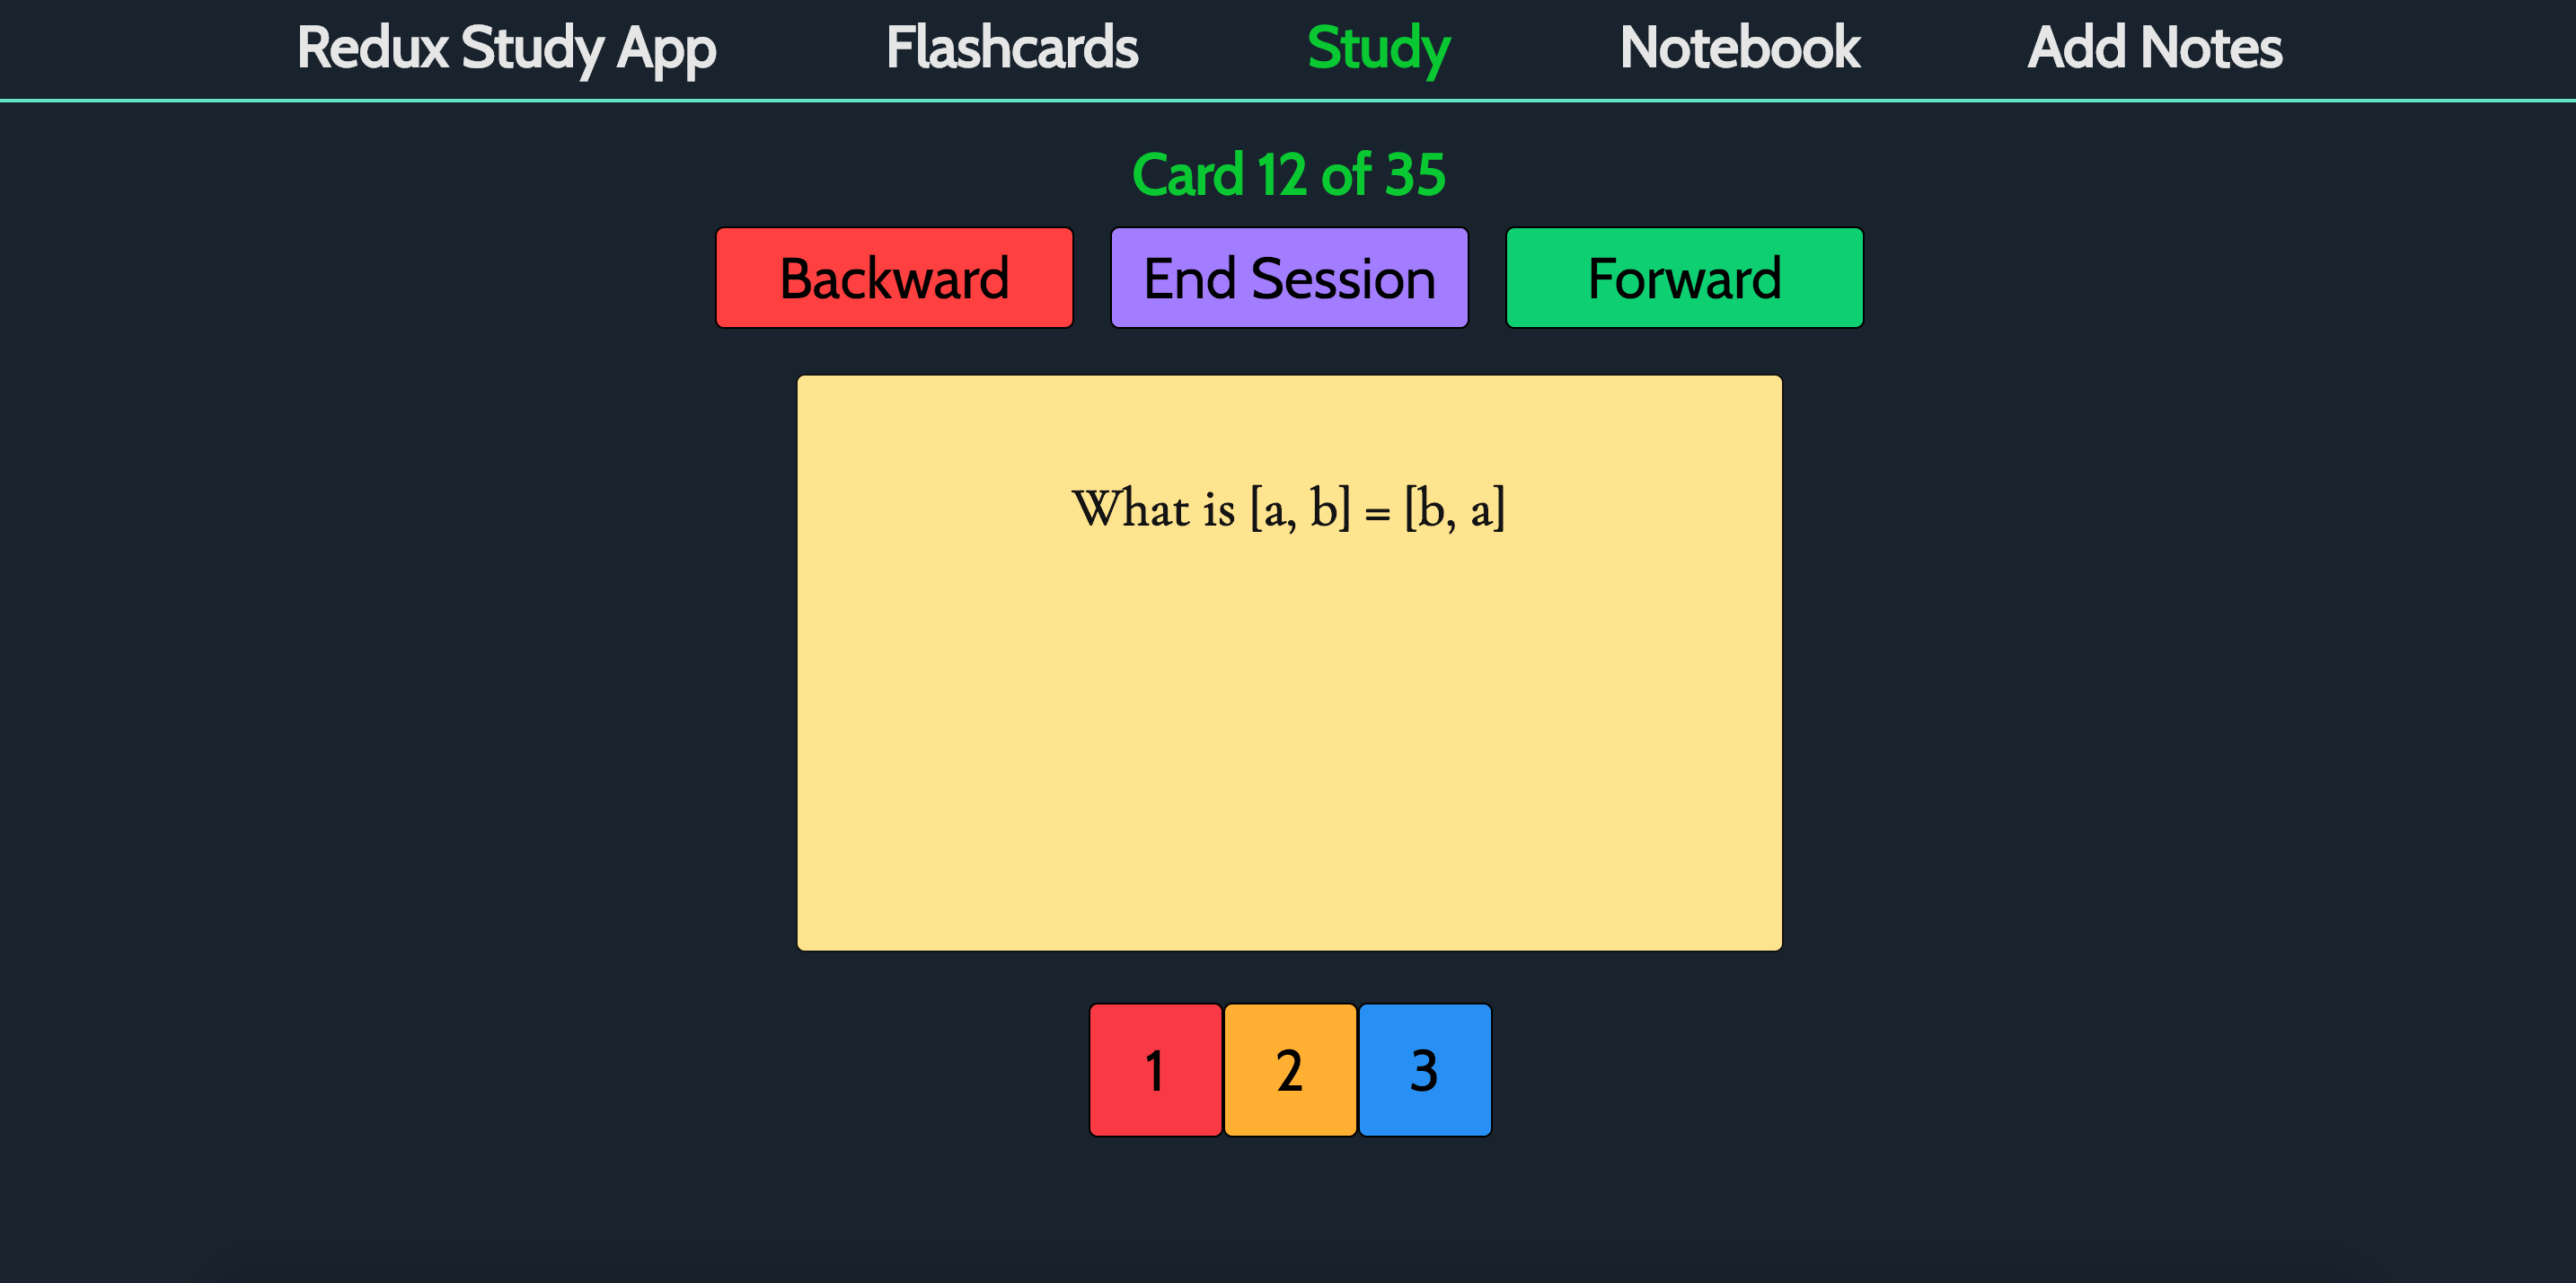 Redux Study App Flashcards Study Notebook Add Notes
Card 12 of 35
Backward End Session Forward
What is [a, b] = [b, a]
1 2 3